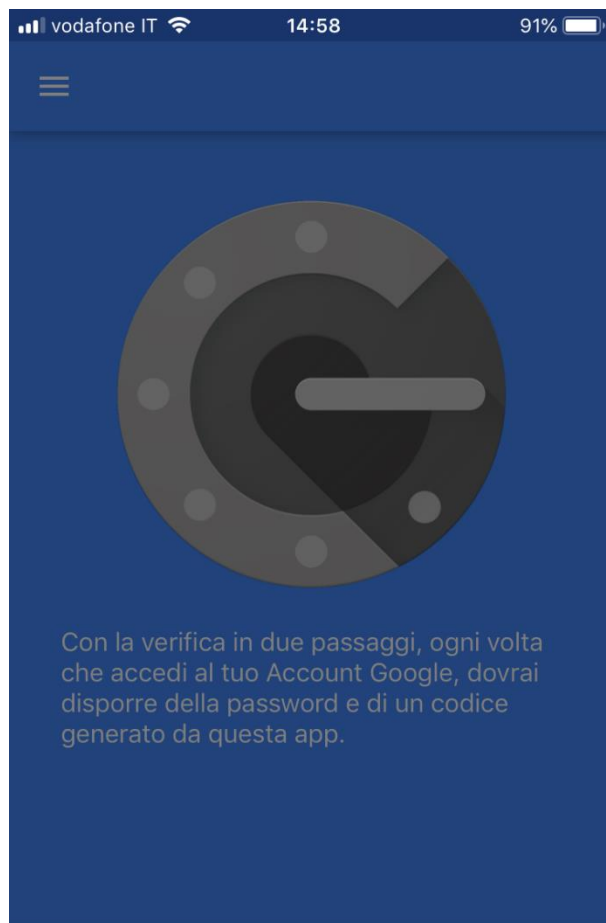 vodafone IT 14:58 91%
Con la verifica in due passaggi, ogni volta
che accedi al tuo Account Google, dovrai
disporre della password e di un codice
generato da questa app.